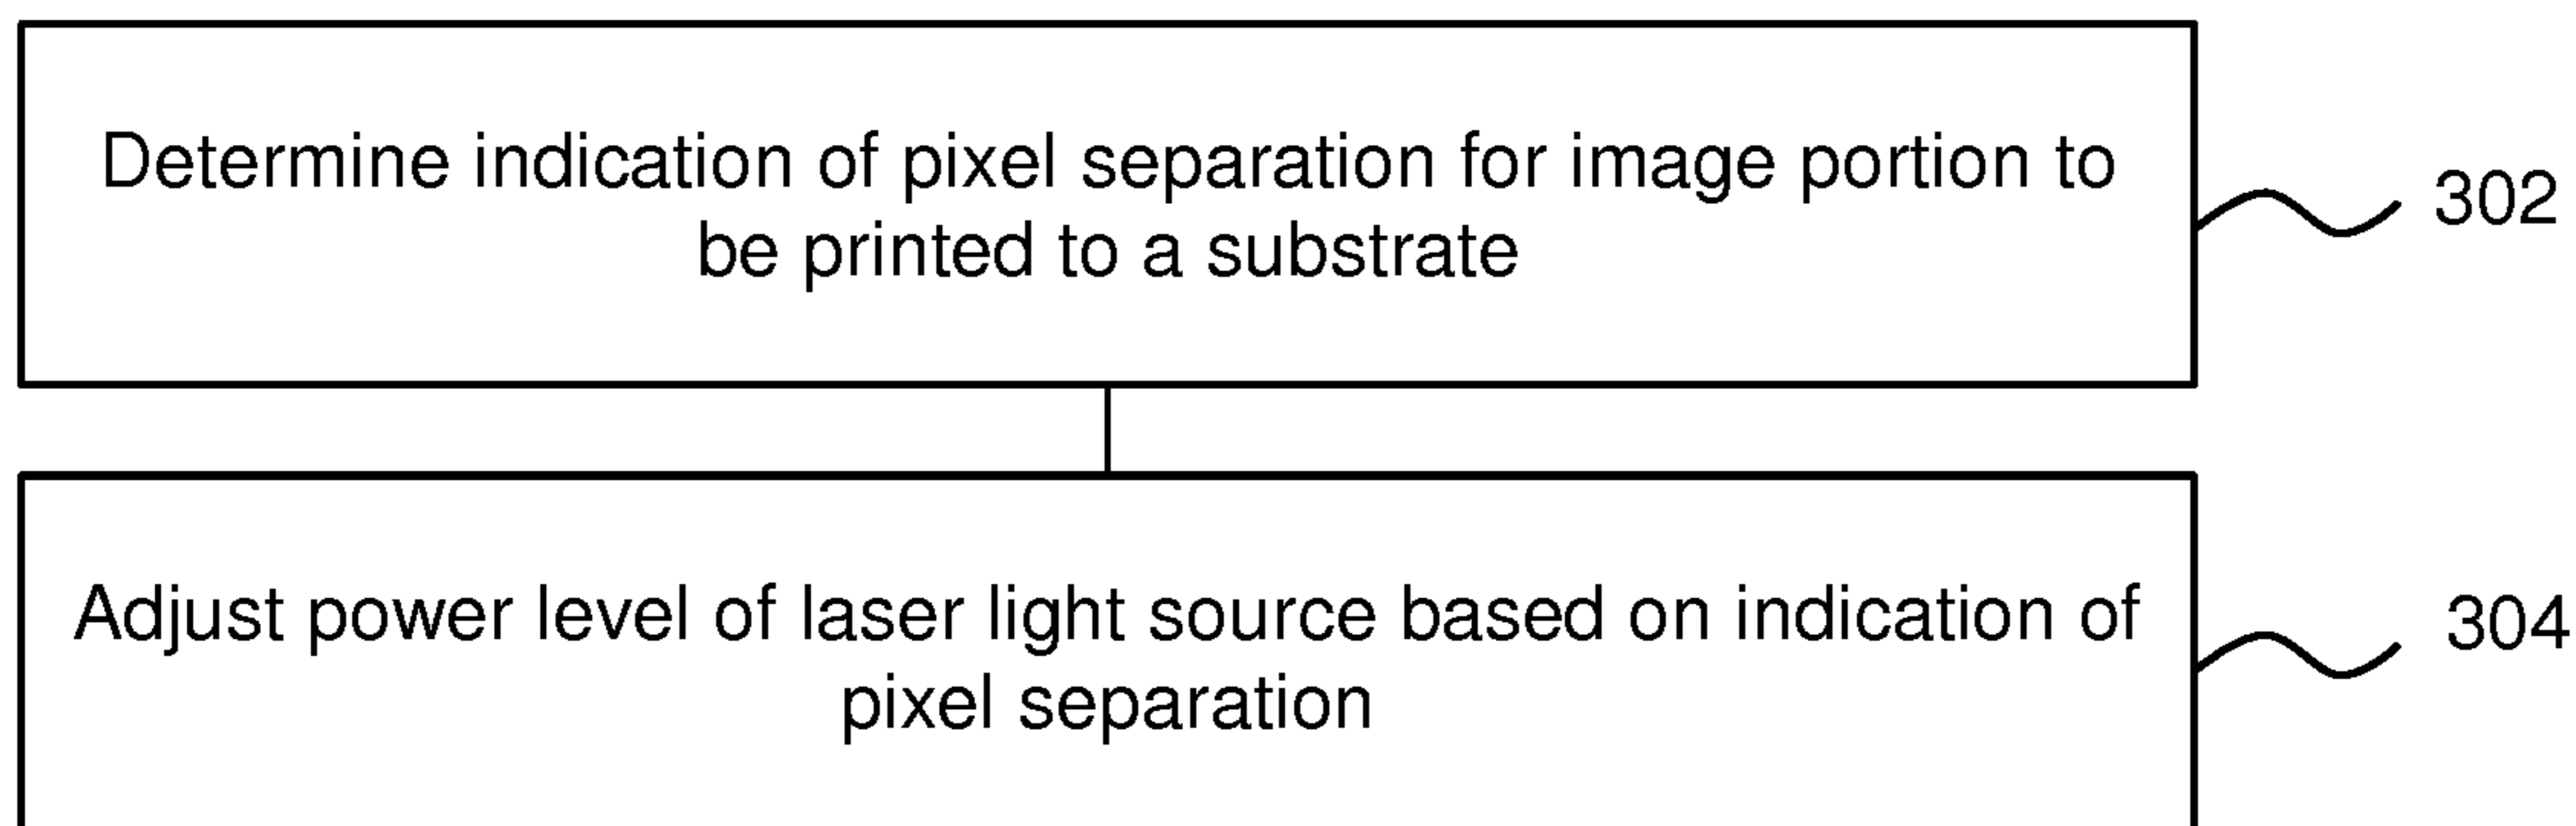 Determine indication of pixel separation for image portion to
be printed to a substrate
302
Adjust power level of laser light source based on indication of
pixel separation
304